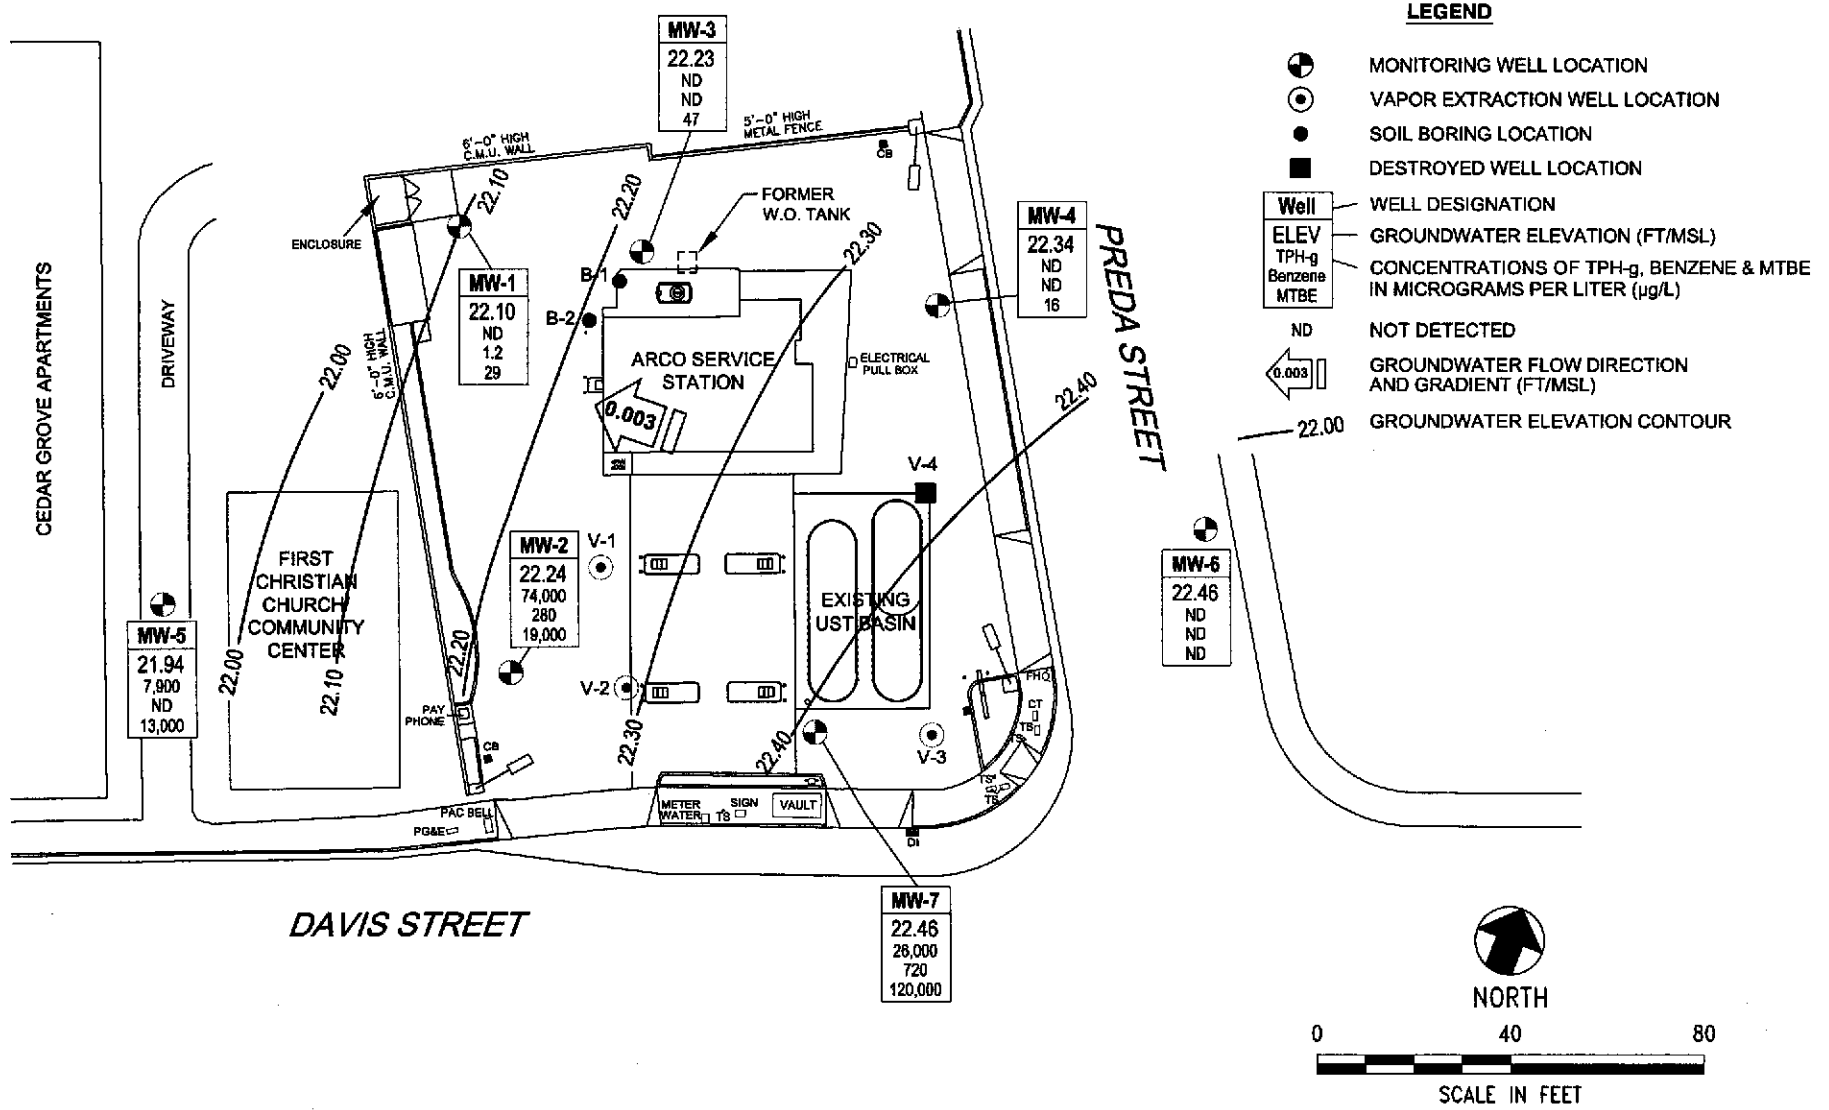 MW-3
22.23
ND
ND
47
6'-0" HIGH
C.M.U. WALL
5'-0" HIGH
METAL FENCE
CB
22.10
22.20
FORMER
W.O. TANK
ENCLOSURE
MW-1
22.10
ND
1.2
29
B-1
B-2
22.30
MW-4
22.34
ND
ND
16
PREDA STREET
CEDAR GROVE APARTMENTS
DRIVEWAY
22.00
6'-0" HIGH
C.M.U. WALL
ARCO SERVICE
STATION
ELECTRICAL
PULL BOX
0.003
22.40
V-4
FIRST
CHRISTIAN
CHURCH
COMMUNITY
CENTER
MW-2
22.24
74,000
280
19,000
V-1
EXISTING
UST BASIN
MW-6
22.46
ND
ND
ND
MW-5
21.94
7,900
ND
13,000
22.00
22.10
22.20
V-2
22.30
22.40
V-3
PAY
PHONE
CB
FHO
CT
TS
TS
TS
TS
METER
WATER
TS
SIGN
VAULT
PAC BELL
PG&E
DI
MW-7
22.46
26,000
720
120,000
DAVIS STREET
LEGEND
MONITORING WELL LOCATION
VAPOR EXTRACTION WELL LOCATION
SOIL BORING LOCATION
DESTROYED WELL LOCATION
Well
WELL DESIGNATION
ELEV
GROUNDWATER ELEVATION (FT/MSL)
TPH-g
Benzene
MTBE
CONCENTRATIONS OF TPH-g, BENZENE & MTBE
IN MICROGRAMS PER LITER (µg/L)
ND NOT DETECTED
0.003
GROUNDWATER FLOW DIRECTION
AND GRADIENT (FT/MSL)
22.00 GROUNDWATER ELEVATION CONTOUR
NORTH
0 40 80
SCALE IN FEET